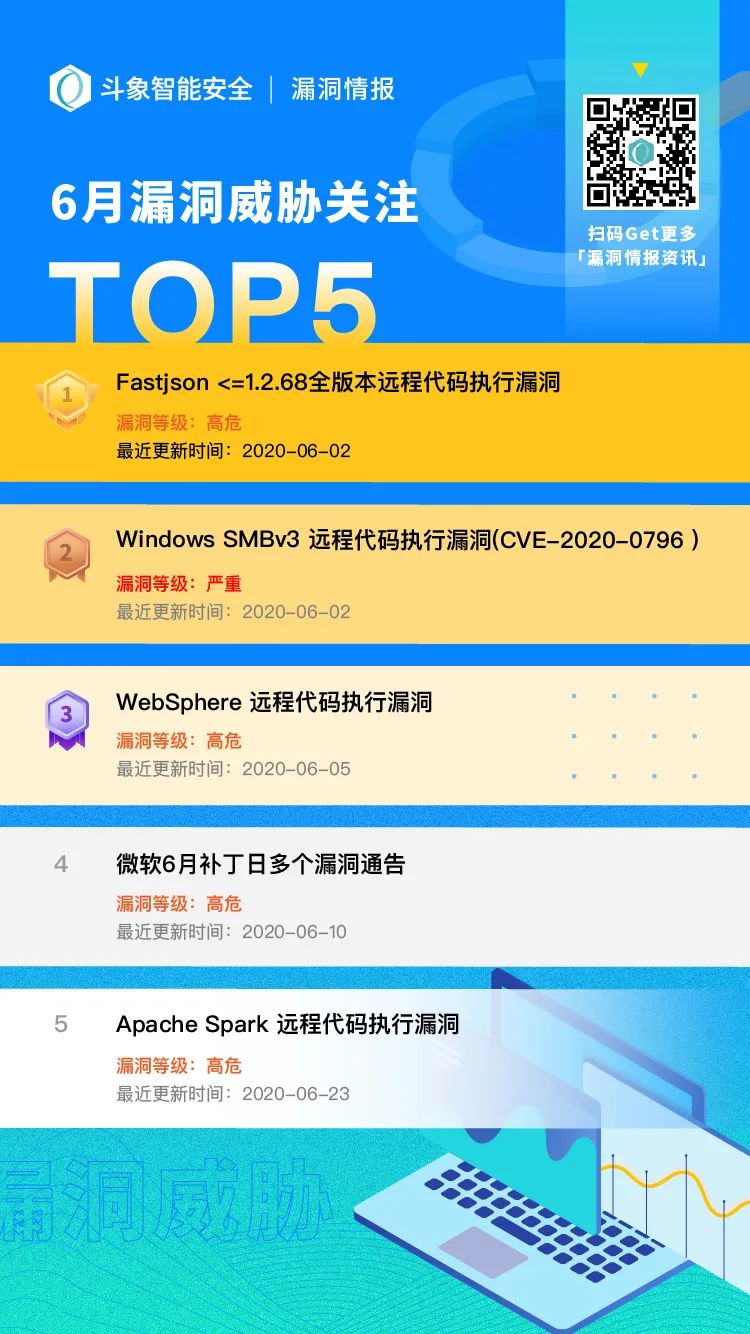 斗象智能安全 | 漏洞情报
扫码Get更多
「漏洞情报资讯」
6月漏洞威胁关注
TOP5
1
Fastjson <=1.2.68全版本远程代码执行漏洞
漏洞等级：高危
最近更新时间：2020-06-02
2
Windows SMBv3 远程代码执行漏洞(CVE-2020-0796 )
漏洞等级：严重
最近更新时间：2020-06-02
3
WebSphere 远程代码执行漏洞
漏洞等级：高危
最近更新时间：2020-06-05
4
微软6月补丁日多个漏洞通告
漏洞等级：高危
最近更新时间：2020-06-10
5
Apache Spark 远程代码执行漏洞
漏洞等级：高危
最近更新时间：2020-06-23
漏洞威胁